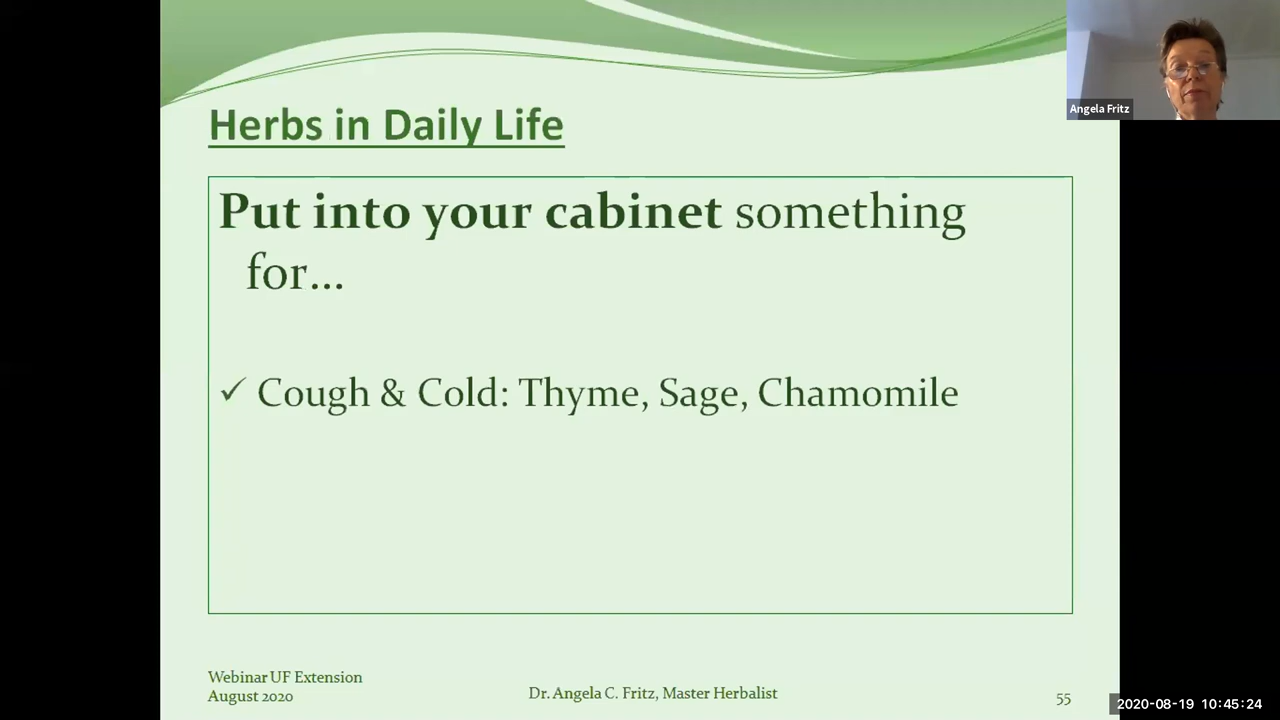 Angela Fritz
Herbs in Daily Life
Put into your cabinet something
for...
✓ Cough & Cold: Thyme, Sage, Chamomile
Webinar UF Extension
August 2020
Dr. Angela C. Fritz, Master Herbalist
55
2020-08-19 10:45:24